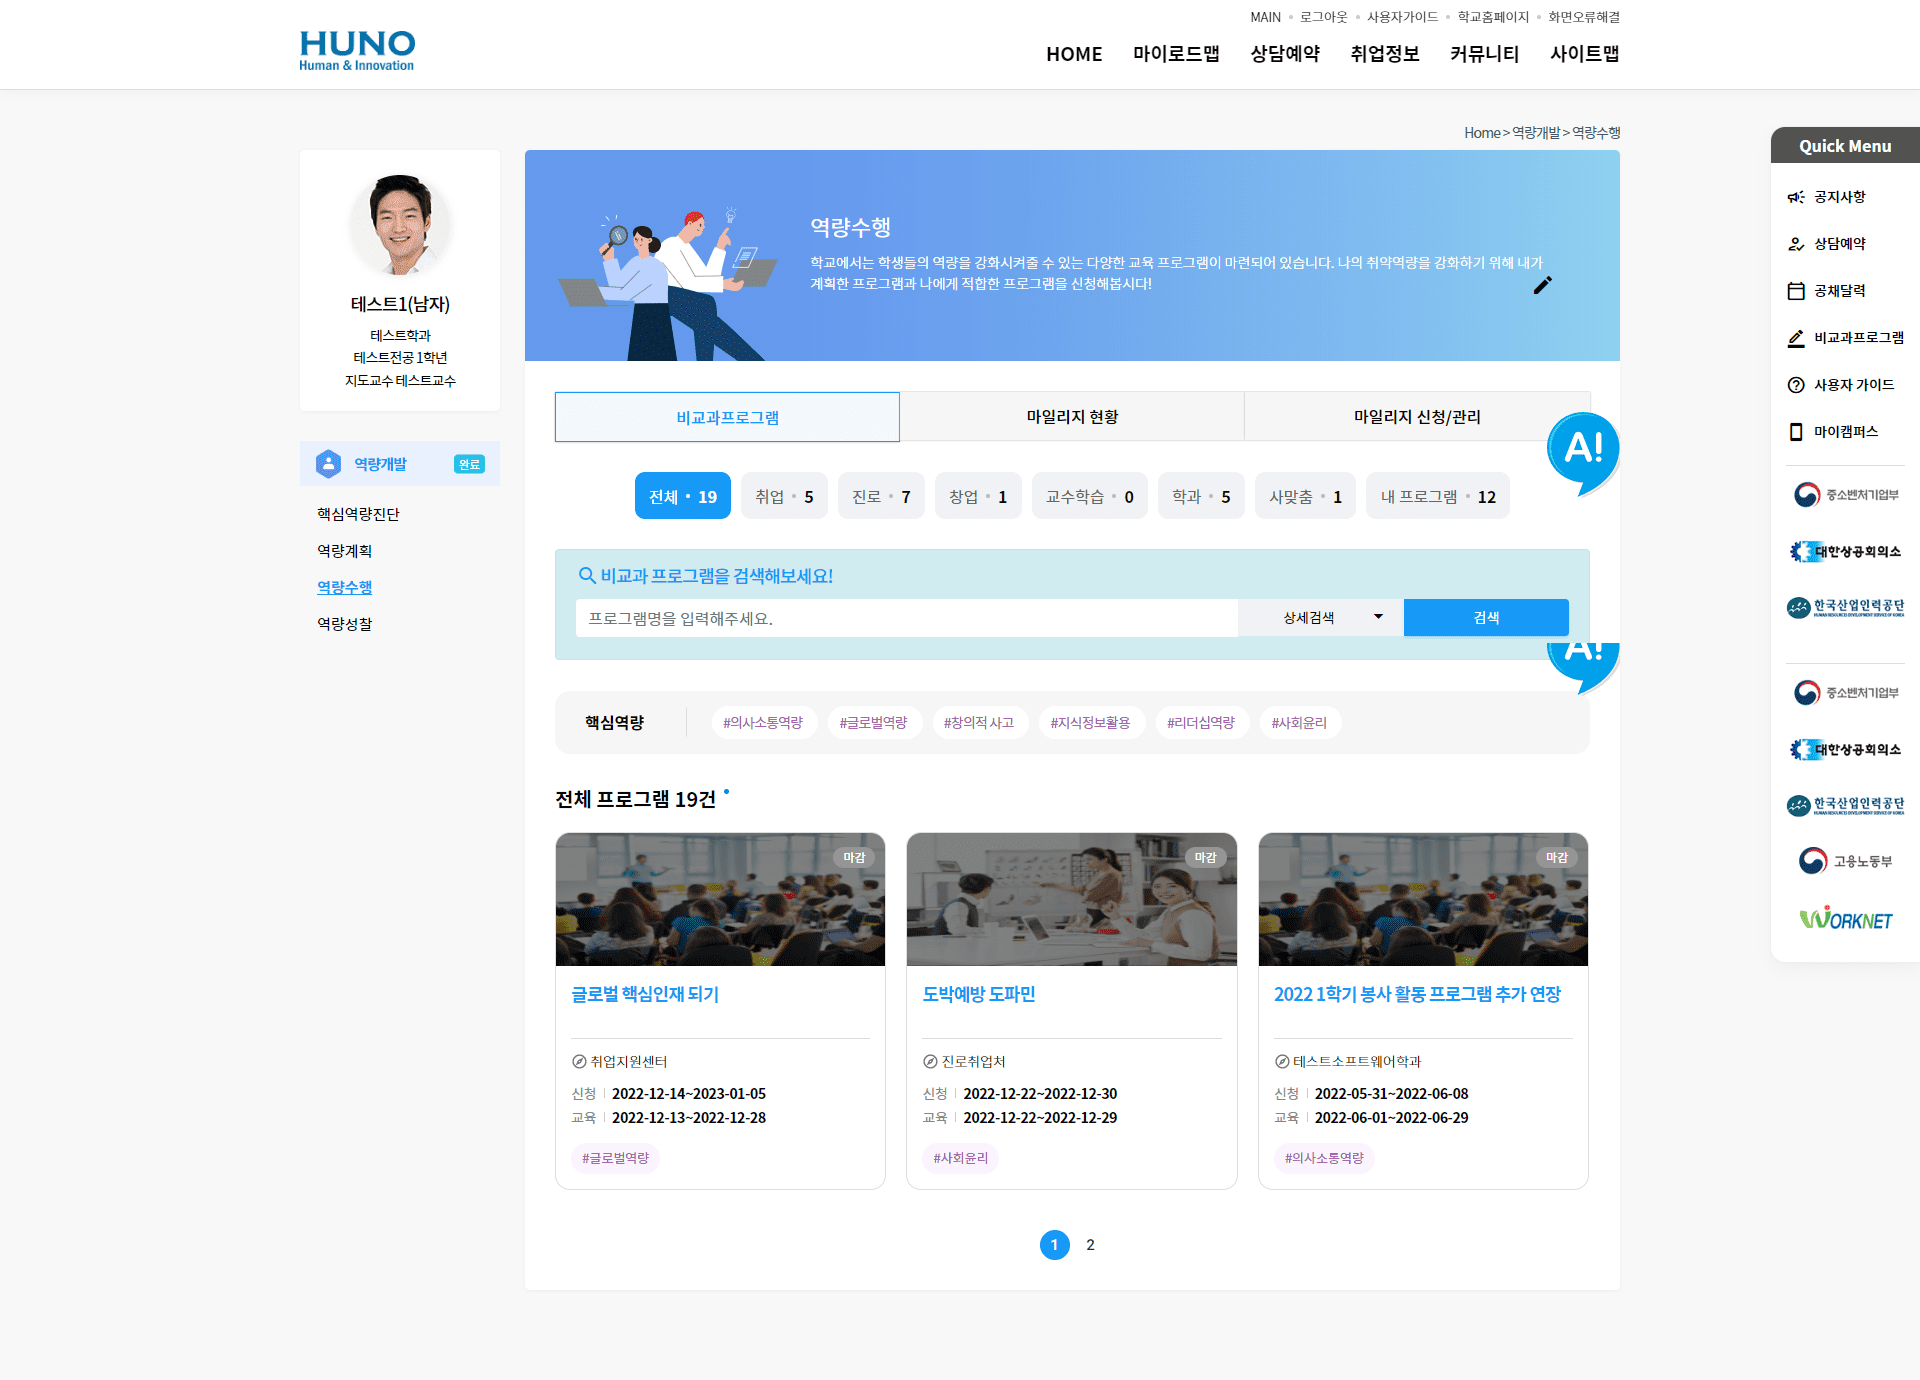 MAIN 로그아웃 사용자가이드 학교홈페이지 화면오류해결
HUNO
Human & Innovation
HOME 마이로드맵 상담예약 취업정보 커뮤니티 사이트맵
Home > 역량개발 > 역량수행
테스트1(남자)
테스트학과
테스트전공 1학년
지도교수 테스트교수
역량개발 완료
핵심역량진단
역량계획
역량수행
역량성찰
역량수행
학교에서는 학생들의 역량을 강화시켜줄 수 있는 다양한 교육 프로그램이 마련되어 있습니다. 나의 취약역량을 강화하기 위해 내가
계획한 프로그램과 나에게 적합한 프로그램을 신청해봅시다!
비교과프로그램 마일리지 현황 마일리지 신청/관리
A!
전체 • 19 취업 • 5 진로 • 7 창업 • 1 교수학습 • 0 학과 • 5 사맞춤 • 1 내 프로그램 • 12
비교과 프로그램을 검색해보세요!
프로그램명을 입력해주세요. 상세검색 검색
A!
핵심역량 #의사소통역량 #글로벌역량 #창의적 사고 #지식정보활용 #리더십역량 #사회윤리
전체 프로그램 19건
마감
글로벌 핵심인재 되기
취업지원센터
신청 2022-12-14~2023-01-05
교육 2022-12-13~2022-12-28
#글로벌역량
마감
도박예방 도파민
진로취업처
신청 2022-12-22~2022-12-30
교육 2022-12-22~2022-12-29
#사회윤리
마감
2022 1학기 봉사 활동 프로그램 추가 연장
테스트소프트웨어학과
신청 2022-05-31~2022-06-08
교육 2022-06-01~2022-06-29
#의사소통역량
1 2
Quick Menu
공지사항
상담예약
공채달력
비교과프로그램
사용자 가이드
마이캠퍼스
중소벤처기업부
대한상공회의소
한국산업인력공단
HUMAN RESOURCES DEVELOPMENT SERVICE OF KOREA
중소벤처기업부
대한상공회의소
한국산업인력공단
HUMAN RESOURCES DEVELOPMENT SERVICE OF KOREA
고용노동부
WORKNET